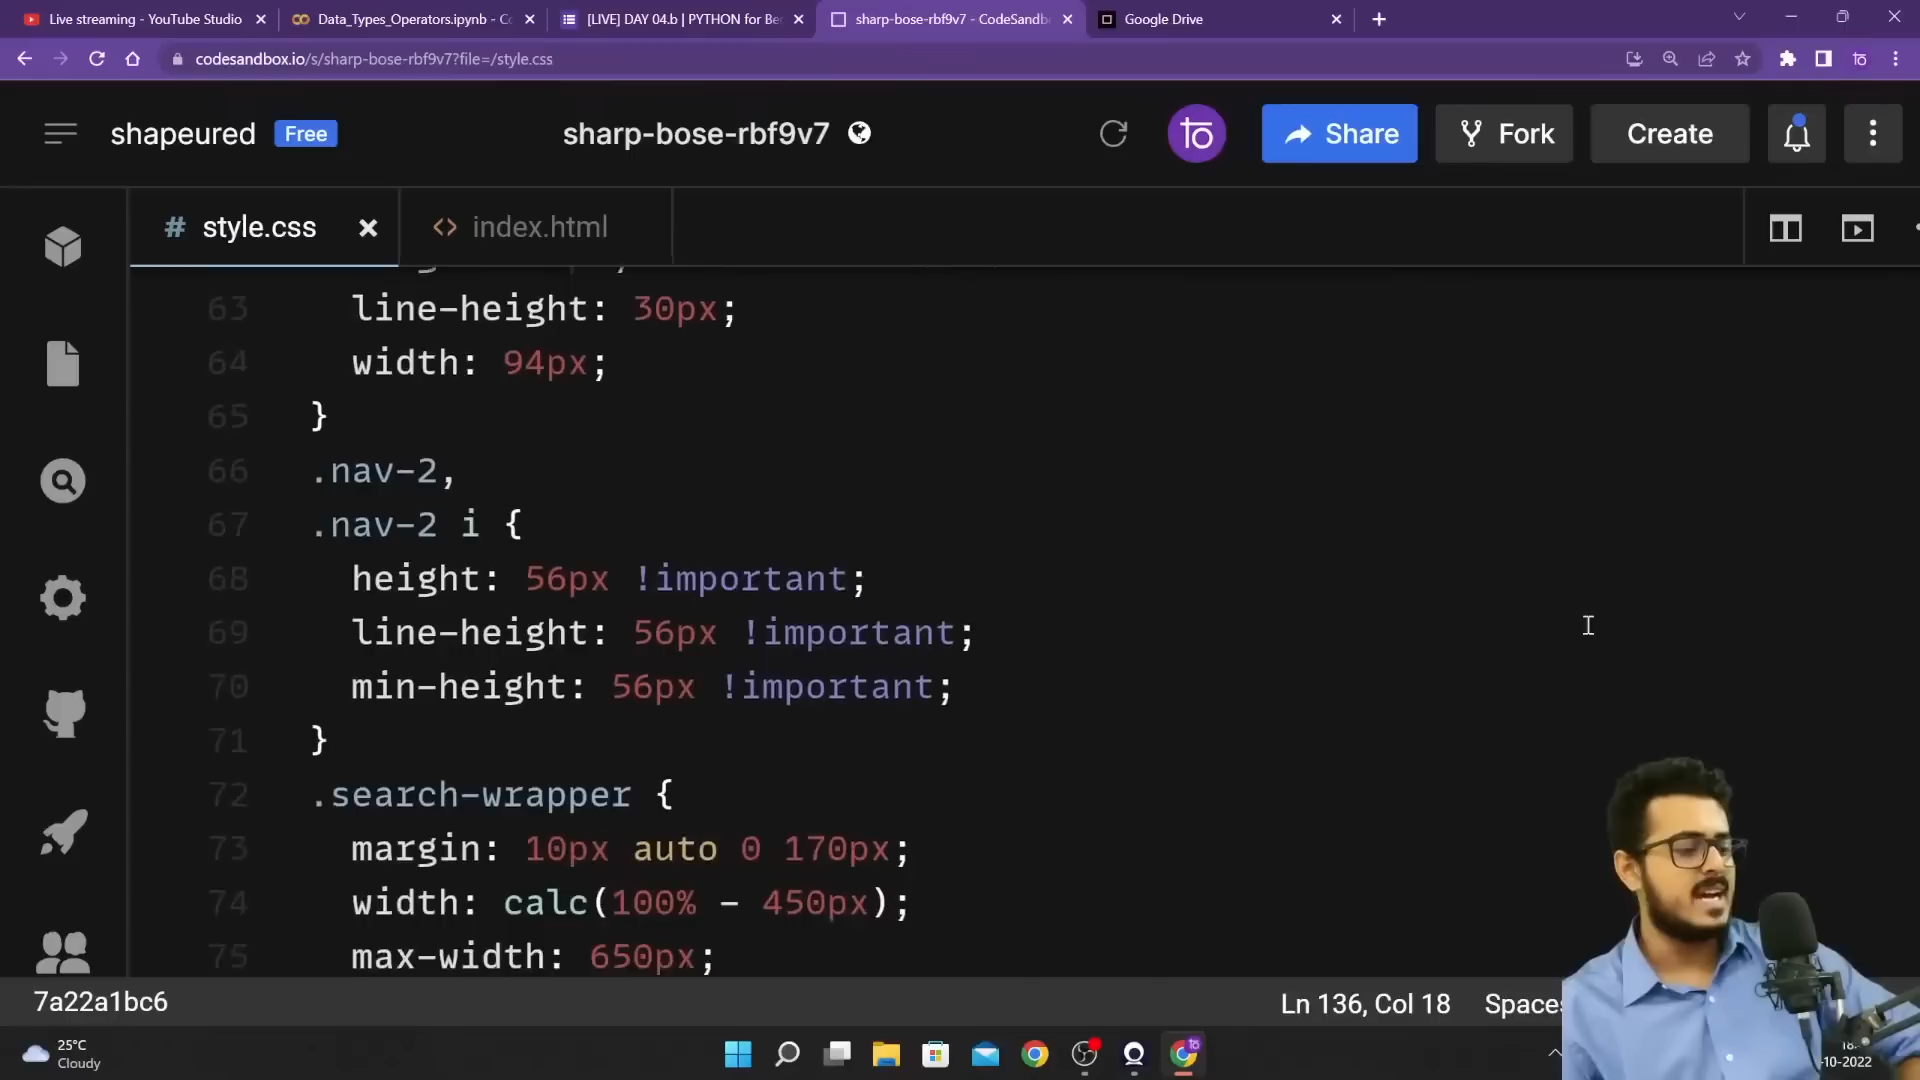 Live streaming - YouTube Studio
Data_Types_Operators.ipynb - Co
[LIVE] DAY 04.b | PYTHON for Be
sharp-bose-rbf9v7 - CodeSandb
Google Drive
codesandbox.io/s/sharp-bose-rbf9v7?file=/style.css
shapeured Free
sharp-bose-rbf9v7
Share
Fork
Create
# style.css
<> index.html
63 line-height: 30px;
64 width: 94px;
65 }
66 .nav-2,
67 .nav-2 i {
68 height: 56px !important;
69 line-height: 56px !important;
70 min-height: 56px !important;
71 }
72 .search-wrapper {
73 margin: 10px auto 0 170px;
74 width: calc(100% - 450px);
75 max-width: 650px;
7a22a1bc6
Ln 136, Col 18
25°C
Cloudy
-10-2022